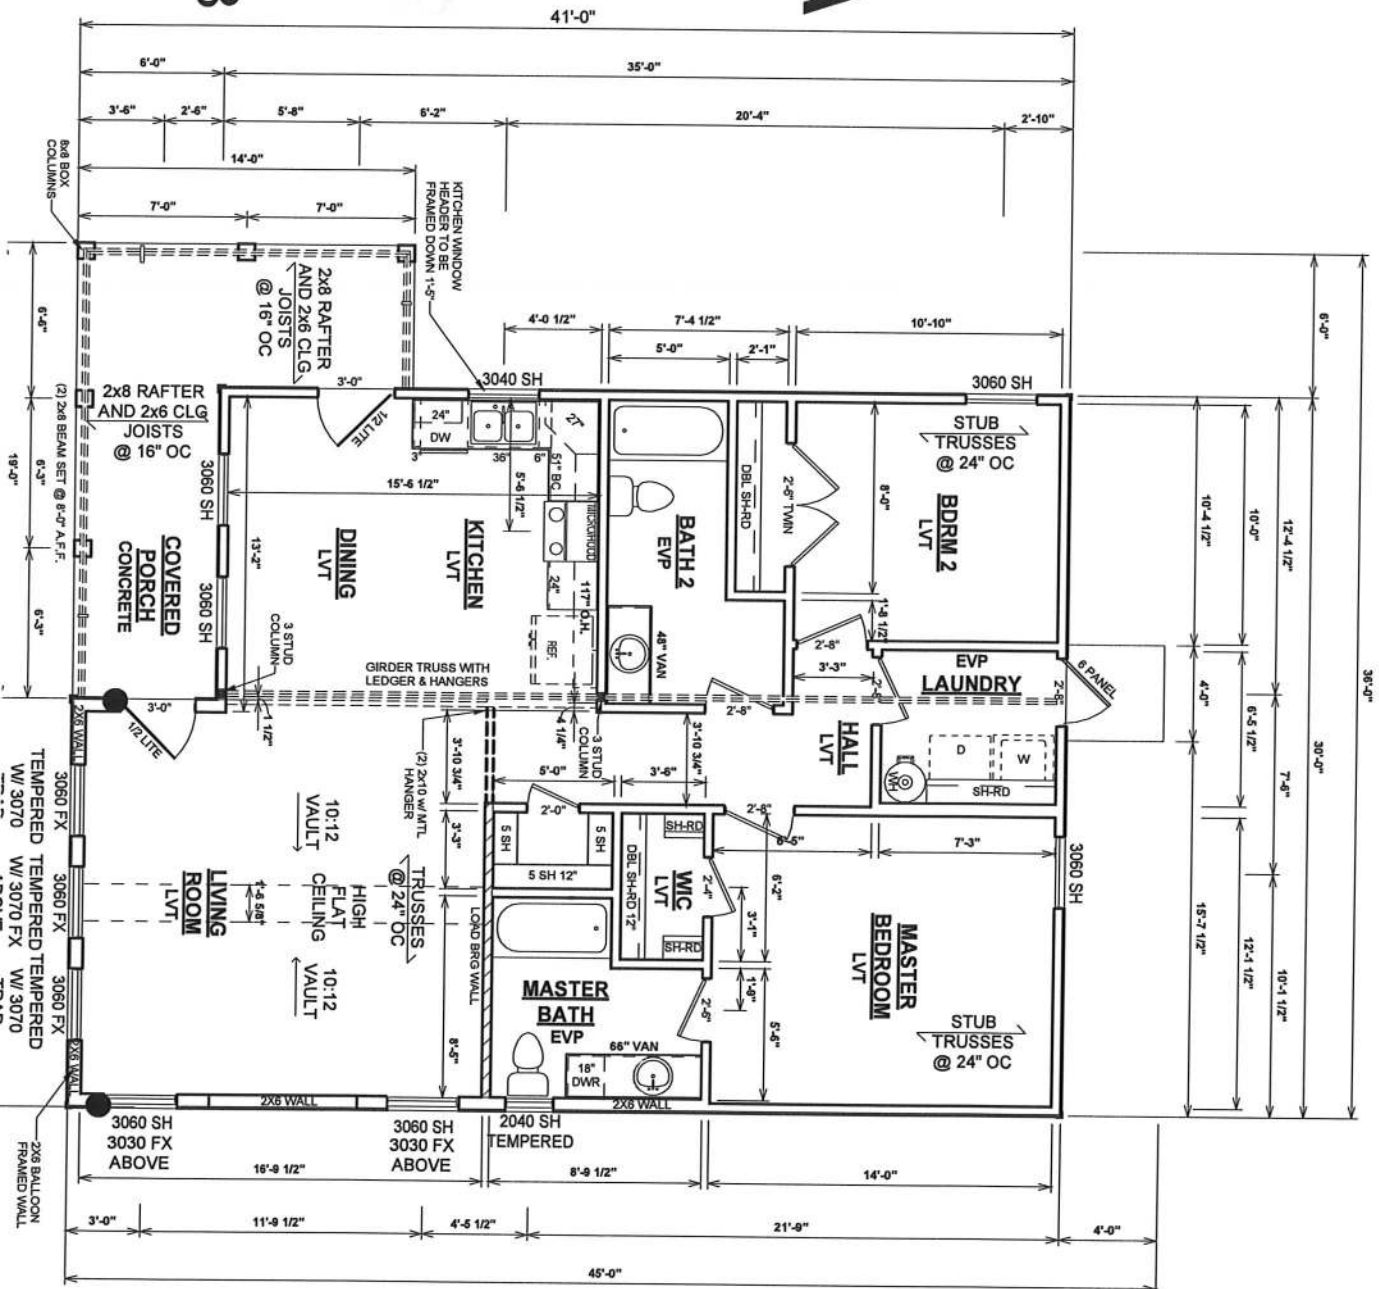 41'-0"
6'-0"
35'-0"
3'-6"
2'-6"
5'-8"
6'-2"
20'-4"
2'-10"
14'-0"
7'-0"
7'-0"
8x8 BOX
COLUMNS
KITCHEN WINDOW
HEADER TO BE
FRAMED DOWN 1'-5"
2x8 RAFTER
AND 2x6 CLG
JOISTS
@ 16" OC
4'-0 1/2"
7'-4 1/2"
10'-10"
5'-0"
2'-1"
6'-0"
36'-0"
6'-6"
6'-3"
19'-0"
6'-3"
(2) 2x8 BEAM SET @ 8'-0" A.F.F.
2x8 RAFTER
AND 2x6 CLG
JOISTS
@ 16" OC
3'-0"
1/2 LITE
3040 SH
3060 SH
24"
DW
3"
36"
6"
27"
51" BC
5'-6 1/2"
15'-6 1/2"
MICRO/HOOD
24"
117" O.H.
REF.
3060 SH
3060 SH
13'-2"
DINING
LVT
KITCHEN
LVT
COVERED
PORCH
CONCRETE
BATH 2
EVP
48" VAN
DBL SH-RD
2'-6" TWIN
8'-0"
STUB
TRUSSES
@ 24" OC
BDRM 2
LVT
1'-8 1/2"
2'-8"
3'-3"
EVP
LAUNDRY
2'-8"
6 PANEL
D
W
WH
SH-RD
HALL
LVT
2'-8"
10'-4 1/2"
10'-0"
12'-4 1/2"
4'-0"
6'-5 1/2"
7'-6"
30'-0"
15'-7 1/2"
12'-1 1/2"
10'-1 1/2"
3 STUD
COLUMN
GIRDER TRUSS WITH
LEDGER & HANGERS
1 1/2"
4 1/4"
3 STUD
COLUMN
3'-0"
1/2 LITE
2X6 WALL
(2) 2x10 w/ MTL
HANGER
3'-10 3/4"
3'-10 3/4"
5'-0"
3'-6"
2'-0"
2'-8"
3'-3"
5 SH
5 SH
5 SH 12"
SH-RD
DBL SH-RD 12"
WIC
LVT
SH-RD
2'-4"
6'-5"
7'-3"
6'-2"
3'-1"
1'-9"
5'-6"
2'-6"
3060 SH
MASTER
BEDROOM
LVT
STUB
TRUSSES
@ 24" OC
10:12
VAULT
HIGH
FLAT
CEILING
10:12
VAULT
TRUSSES
@ 24" OC
LOAD BRG WALL
LIVING
ROOM
LVT
1'-6 5/8"
8'-5"
MASTER
BATH
EVP
66" VAN
18"
DWR
3060 FX
TEMPERED
W/ 3070
3060 FX
TEMPERED
W/ 3070 FX
3060 FX
TEMPERED
W/ 3070
2X6 WALL
2X6 WALL
2X6 BALLOON
FRAMED WALL
3060 SH
3030 FX
ABOVE
3060 SH
3030 FX
ABOVE
2040 SH
TEMPERED
2X6 WALL
16'-9 1/2"
8'-9 1/2"
14'-0"
3'-0"
11'-9 1/2"
4'-5 1/2"
21'-9"
4'-0"
45'-0"